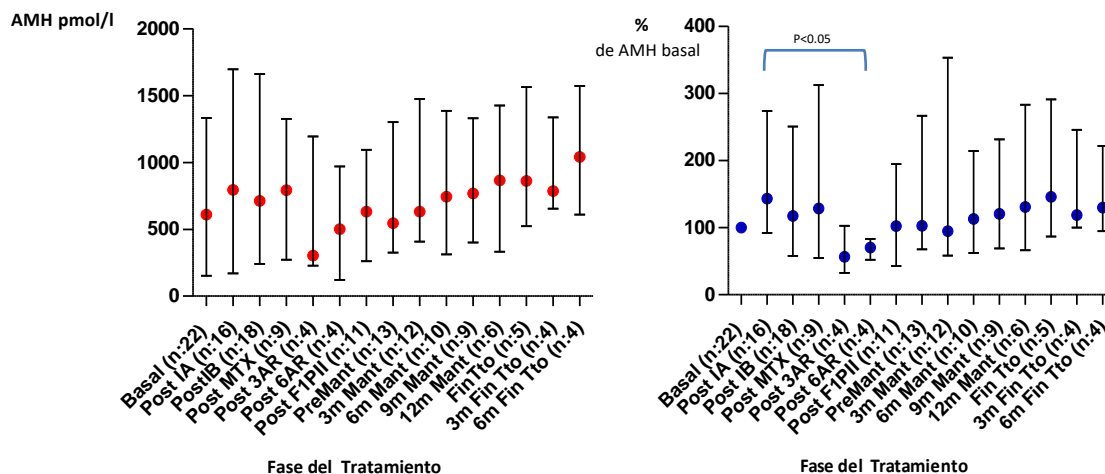 AMH pmol/l
2000
1500
1000
500
0
Basal (n:22)
Post IA (n:16)
PostIB (n:18)
Post MTX (n:9)
Post 3AR (n:4)
Post 6AR (n:4)
Post F1PII (n:11)
PreMant (n:13)
3m Mant (n:12)
6m Mant (n:10)
9m Mant (n:9)
12m Mant (n:6)
FinTto (n:5)
3m Fin Tto (n:4)
6m Fin Tto (n:4)
Fase del Tratamiento
%
de AMH basal
P<0.05
400
300
200
100
0
Basal (n:22)
Post IA (n:16)
Post IB (n:18)
Post MTX (n:9)
Post 3AR (n:4)
Post 6AR (n:4)
Post F1PII (n:11)
PreMant (n:13)
3m Mant (n:12)
6m Mant (n:10)
9m Mant (n:9)
12m Mant (n:6)
Fin Tto (n:5)
3m Fin Tto (n:4)
6m Fin Tto (n:4)
Fase del Tratamiento